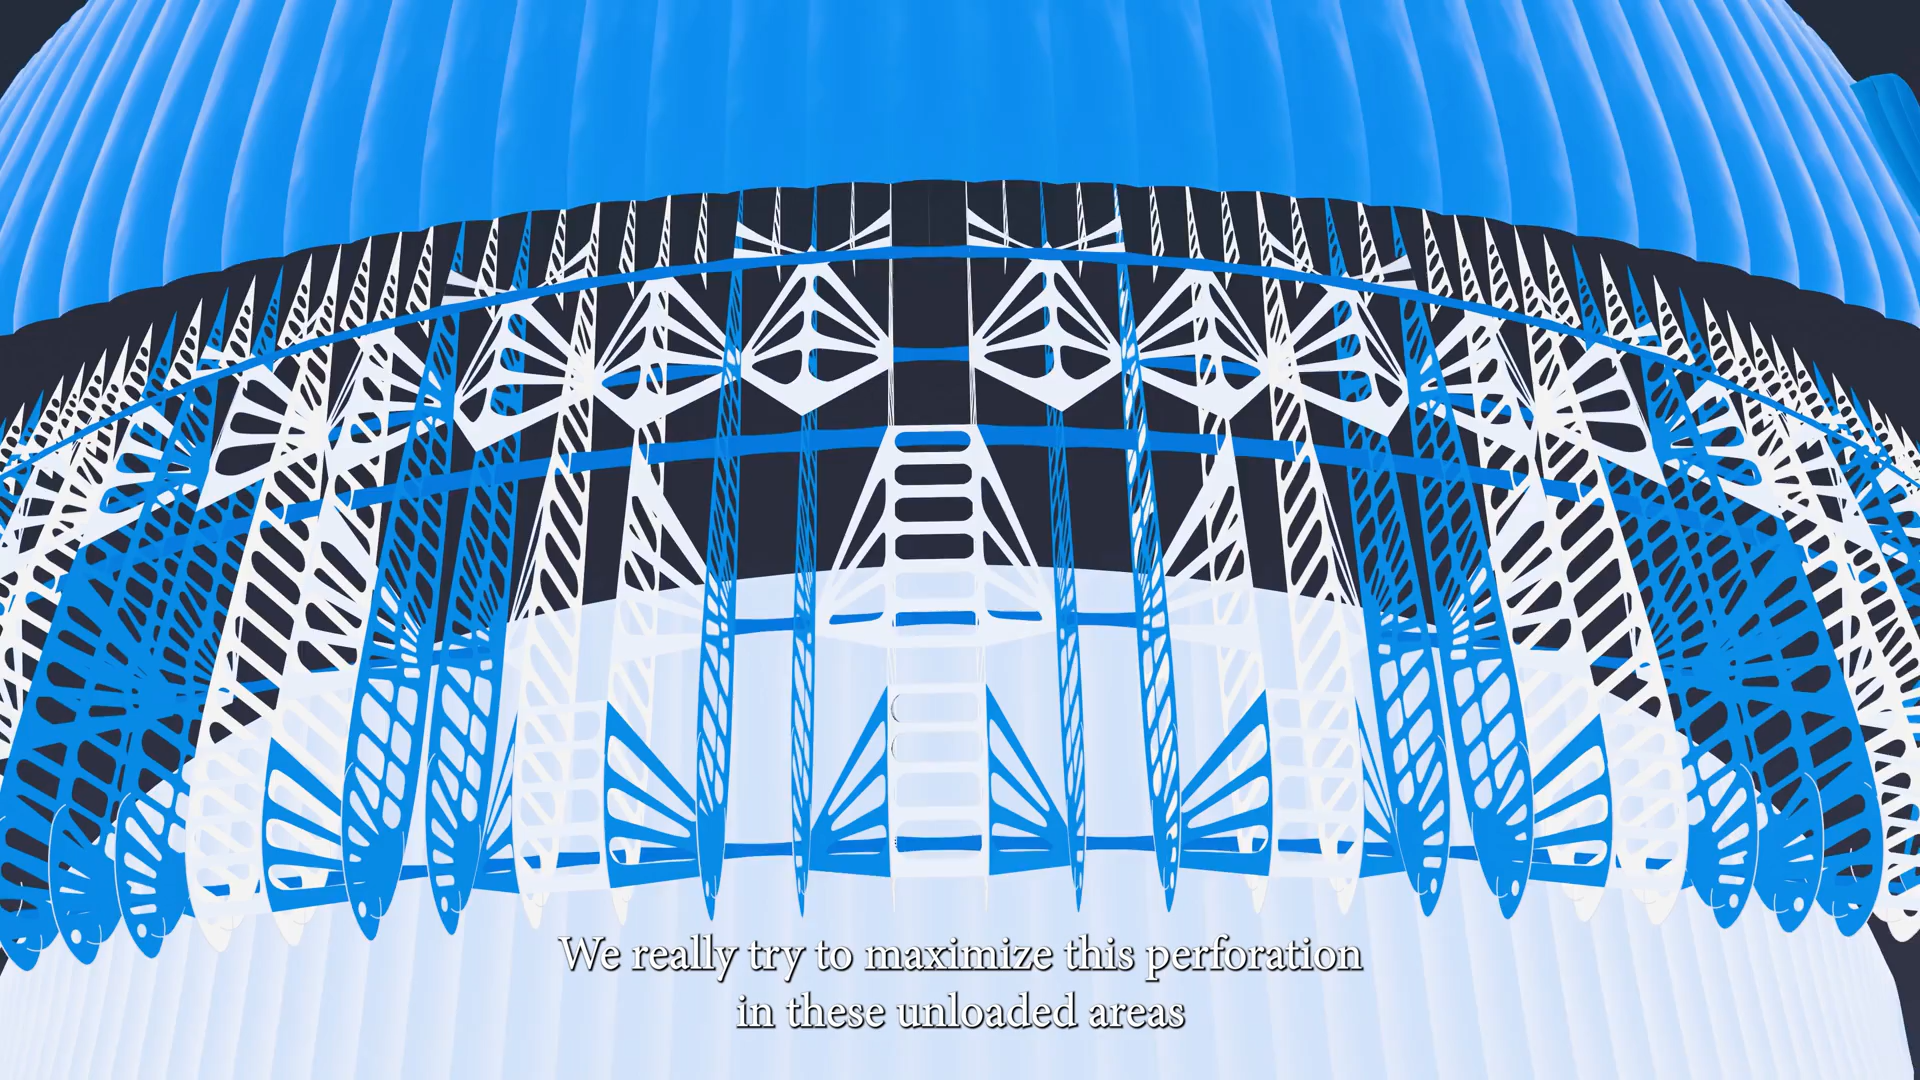 We really try to maximize this perforation
in these unloaded areas